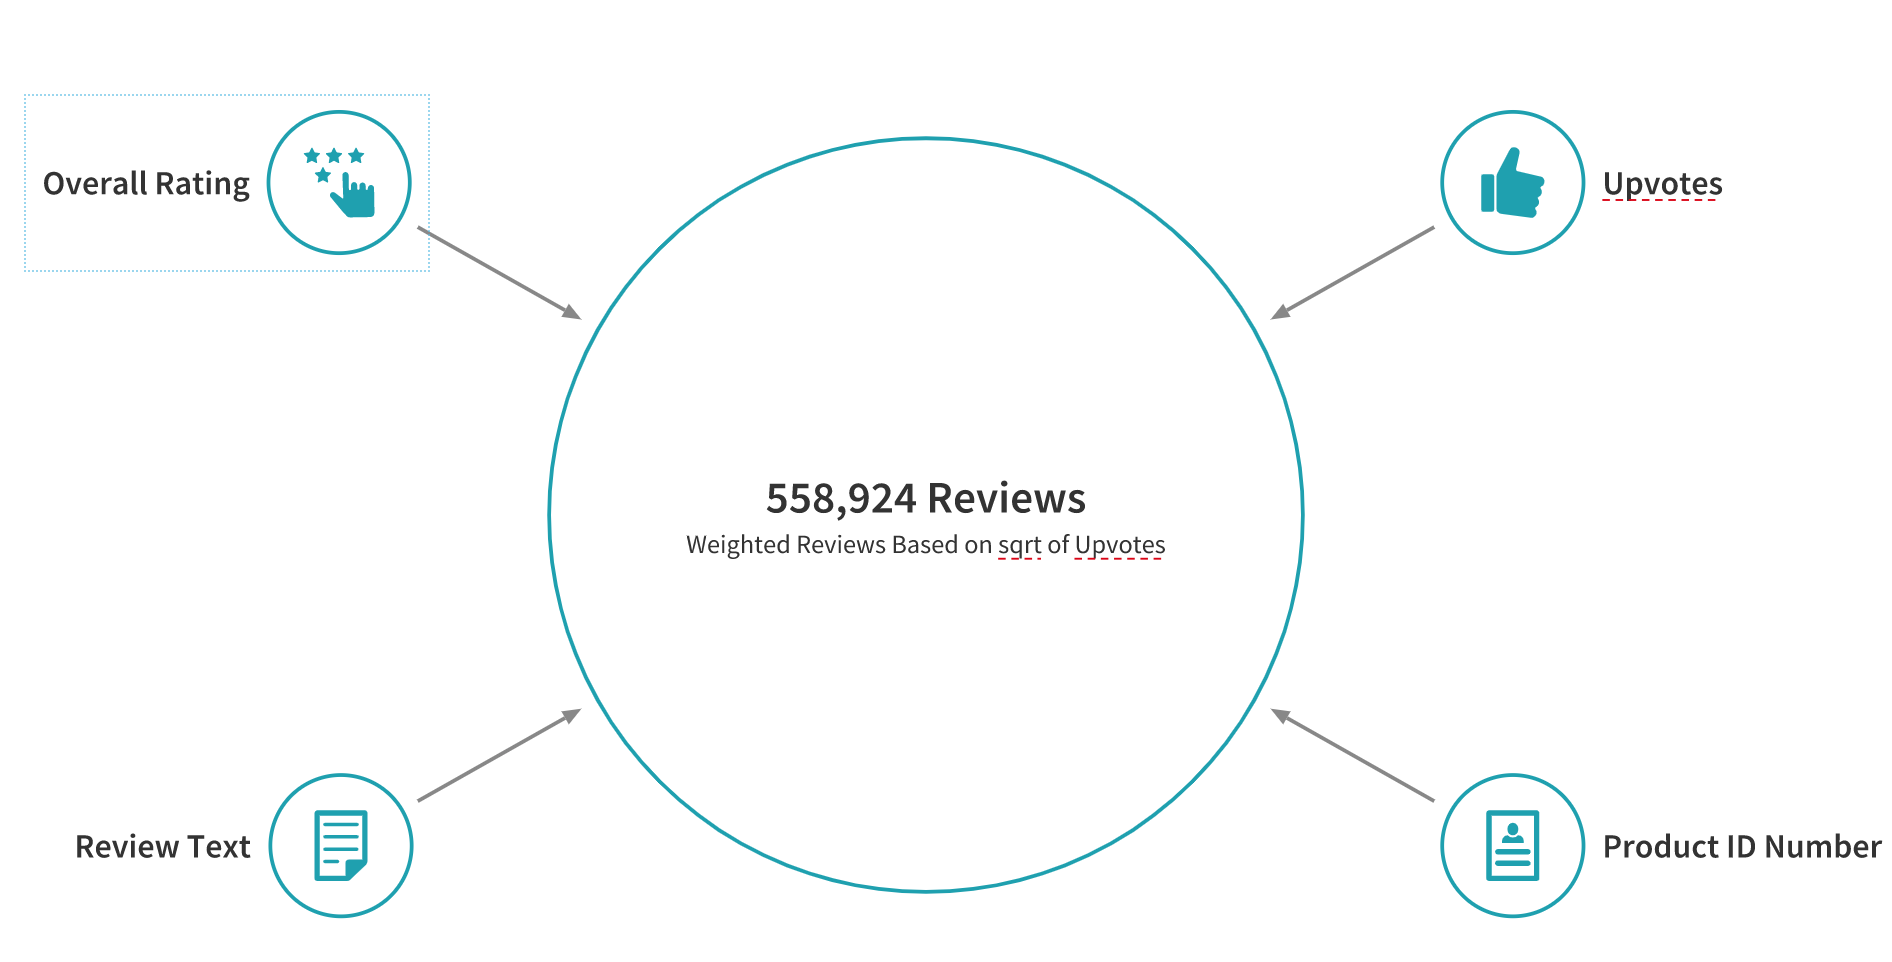 Overall Rating
Upvotes
558,924 Reviews
Weighted Reviews Based on sqrt of Upvotes
Review Text
Product ID Number